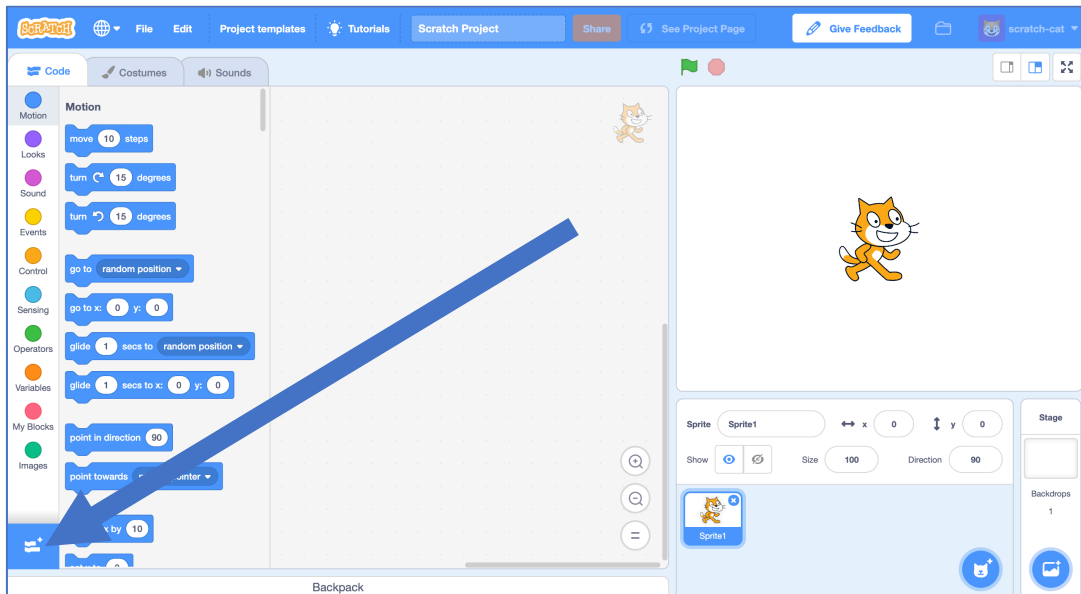 SCRATCH File Edit Project templates Tutorials Scratch Project Share See Project Page Give Feedback scratch-cat
Code Costumes Sounds
Motion
Looks
Sound
Events
Control
Sensing
Operators
Variables
My Blocks
Images
Motion
move 10 steps
turn 15 degrees
turn 15 degrees
go to random position
go to x: 0 y: 0
glide 1 secs to random position
glide 1 secs to x: 0 y: 0
point in direction 90
point towards
x by 10
Backpack
Sprite Sprite1 x 0 y 0
Show Size 100 Direction 90
Sprite1
Stage
Backdrops
1